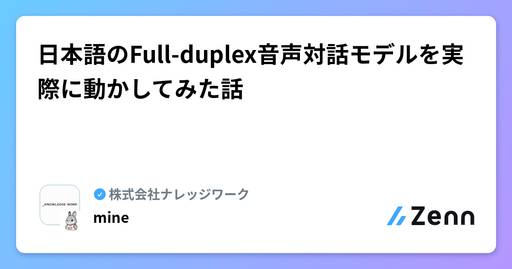 日本語のFull-duplex音声対話モデルを実
際に動かしてみた話
株式会社ナレッジワーク
KNOWLEDGE WORK
mine
Zenn